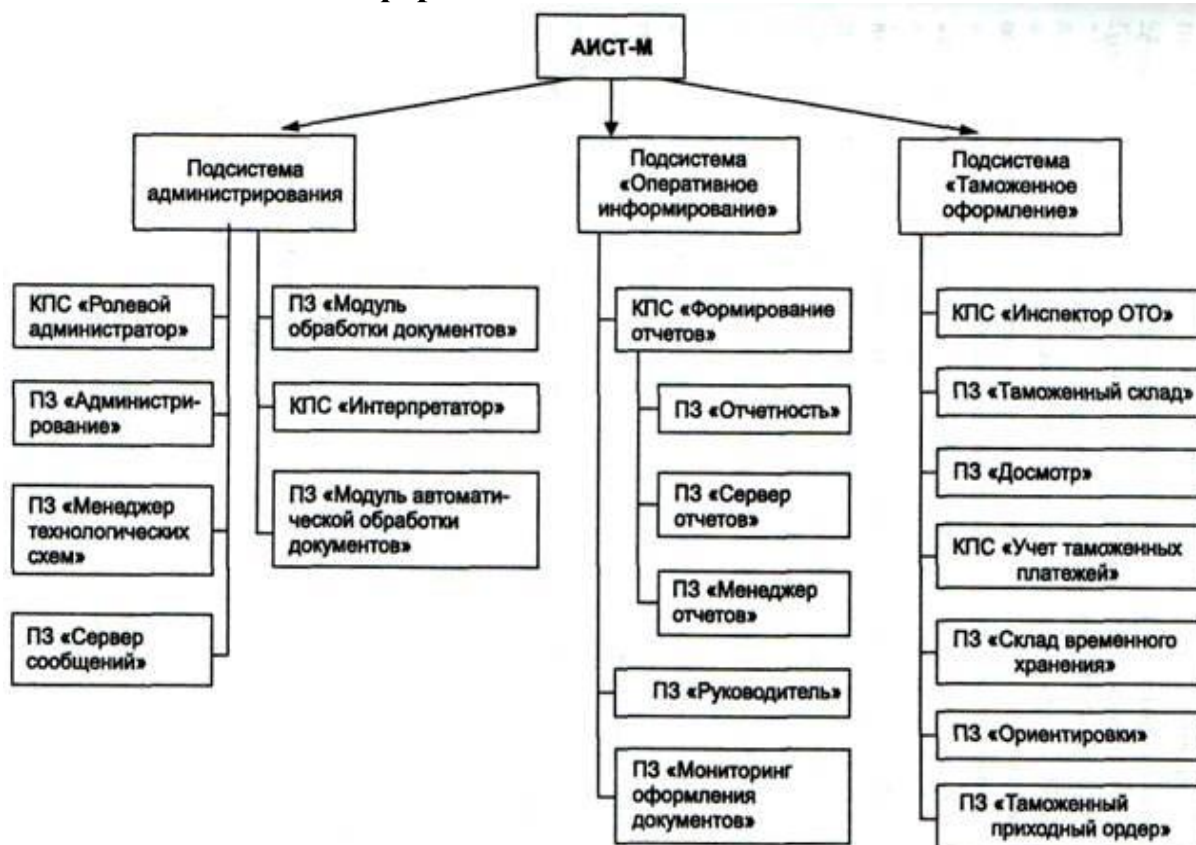 АИСТ-М
Подсистема
администрирования
Подсистема
«Оперативное
информирование»
Подсистема
«Таможенное
оформление»
КПС «Ролевой
администратор»
ПЗ «Администри-
рование»
ПЗ «Менеджер
технологических
схем»
ПЗ «Сервер
сообщений»
ПЗ «Модуль
обработки документов»
КПС «Интерпретатор»
ПЗ «Модуль автомати-
ческой обработки
документов»
КПС «Формирование
отчетов»
ПЗ «Отчетность»
ПЗ «Сервер
отчетов»
ПЗ «Менеджер
отчетов»
ПЗ «Руководитель»
ПЗ «Мониторинг
оформления
документов»
КПС «Инспектор ОТО»
ПЗ «Таможенный склад»
ПЗ «Досмотр»
КПС «Учет таможенных
платежей»
ПЗ «Склад временного
хранения»
ПЗ «Ориентировки»
ПЗ «Таможенный
приходный ордер»